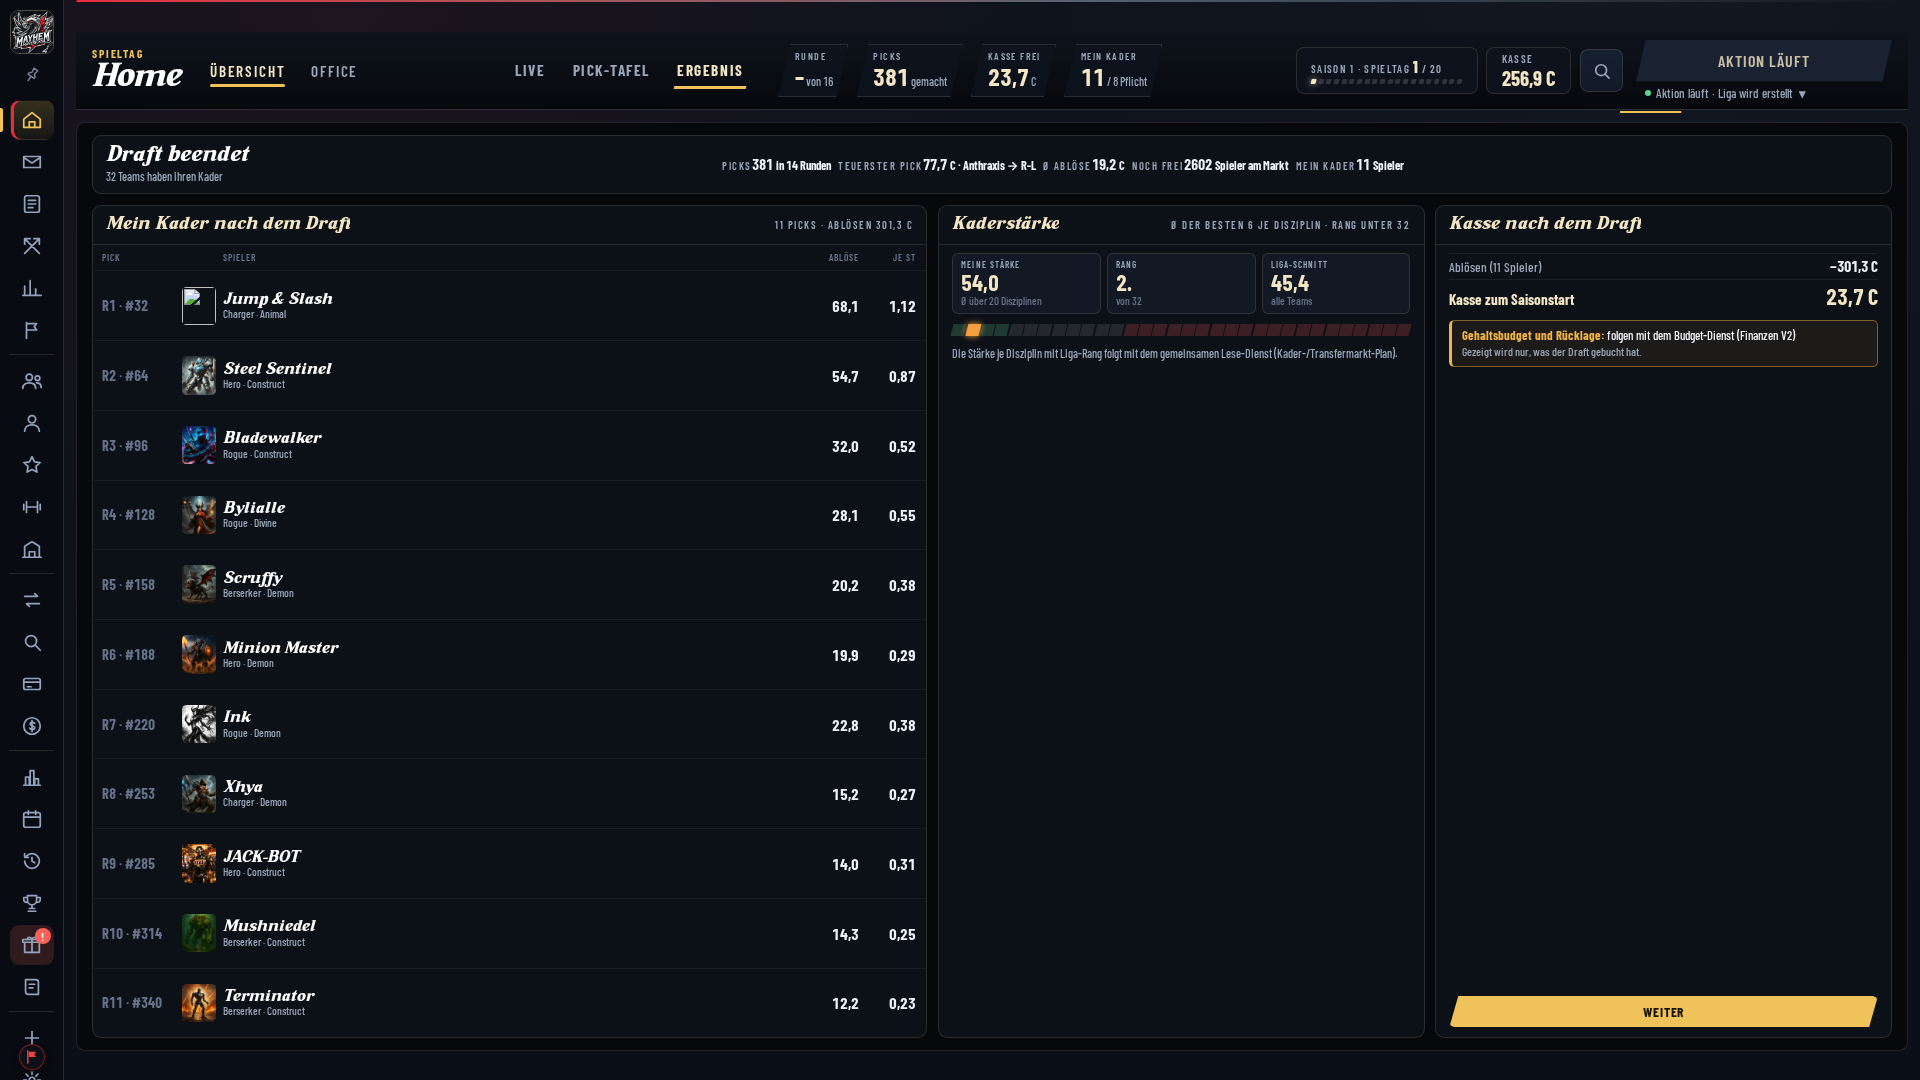 MAYHEM
SPIELTAG
Home
ÜBERSICHT
OFFICE
LIVE
PICK-TAFEL
ERGEBNIS
RUNDE
– von 16
PICKS
381 gemacht
KASSE FREI
23,7 C
MEIN KADER
11 / 8 Pflicht
SAISON 1 · SPIELTAG 1 / 20
KASSE
256,9 C
AKTION LÄUFT
Aktion läuft · Liga wird erstellt ▼
Draft beendet
32 Teams haben ihren Kader
PICKS 381 in 14 Runden TEUERSTER PICK 77,7 C · Anthraxis → R-L Ø ABLÖSE 19,2 C NOCH FREI 2602 Spieler am Markt MEIN KADER 11 Spieler
Mein Kader nach dem Draft
11 PICKS · ABLÖSEN 301,3 C
PICK SPIELER ABLÖSE JE ST
R1 · #32 Jump & Slash 68,1 1,12
Charger · Animal
R2 · #64 Steel Sentinel 54,7 0,87
Hero · Construct
R3 · #96 Bladewalker 32,0 0,52
Rogue · Construct
R4 · #128 Bylialle 28,1 0,55
Rogue · Divine
R5 · #158 Scruffy 20,2 0,38
Berserker · Demon
R6 · #188 Minion Master 19,9 0,29
Hero · Demon
R7 · #220 Ink 22,8 0,38
Rogue · Demon
R8 · #253 Xhya 15,2 0,27
Charger · Demon
R9 · #285 JACK-BOT 14,0 0,31
Hero · Construct
R10 · #314 Mushniedel 14,3 0,25
Berserker · Construct
R11 · #340 Terminator 12,2 0,23
Berserker · Construct
Kaderstärke
Ø DER BESTEN 6 JE DISZIPLIN · RANG UNTER 32
MEINE STÄRKE
54,0
Ø über 20 Disziplinen
RANG
2.
von 32
LIGA-SCHNITT
45,4
alle Teams
Die Stärke je Disziplin mit Liga-Rang folgt mit dem gemeinsamen Lese-Dienst (Kader-/Transfermarkt-Plan).
Kasse nach dem Draft
Ablösen (11 Spieler) −301,3 C
Kasse zum Saisonstart 23,7 C
Gehaltsbudget und Rücklage: folgen mit dem Budget-Dienst (Finanzen V2)
Gezeigt wird nur, was der Draft gebucht hat.
WEITER
!